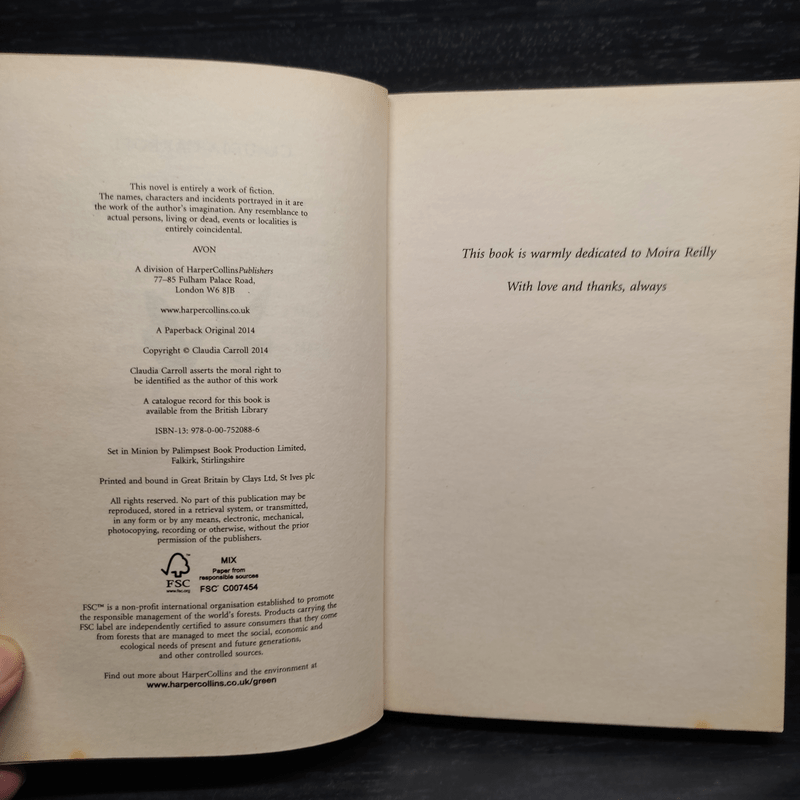 This novel is entirely a work of fiction.
The names, characters and incidents portrayed in it are
the work of the author's imagination. Any resemblance to
actual persons, living or dead, events or localities is
entirely coincidental.
AVON
A division of HarperCollinsPublishers
77–85 Fulham Palace Road,
London W6 8JB
www.harpercollins.co.uk
A Paperback Original 2014
Copyright © Claudia Carroll 2014
Claudia Carroll asserts the moral right to
be identified as the author of this work
A catalogue record for this book is
available from the British Library
ISBN-13: 978-0-00-752088-6
Set in Minion by Palimpsest Book Production Limited,
Falkirk, Stirlingshire
Printed and bound in Great Britain by Clays Ltd, St Ives plc
All rights reserved. No part of this publication may be
reproduced, stored in a retrieval system, or transmitted,
in any form or by any means, electronic, mechanical,
photocopying, recording or otherwise, without the prior
permission of the publishers.
FSC
www.fsc.org
MIX
Paper from
responsible sources
FSC® C007454
FSC™ is a non-profit international organisation established to promote
the responsible management of the world's forests. Products carrying the
FSC label are independently certified to assure consumers that they come
from forests that are managed to meet the social, economic and
ecological needs of present and future generations,
and other controlled sources.
Find out more about HarperCollins and the environment at
www.harpercollins.co.uk/green
This book is warmly dedicated to Moira Reilly
With love and thanks, always